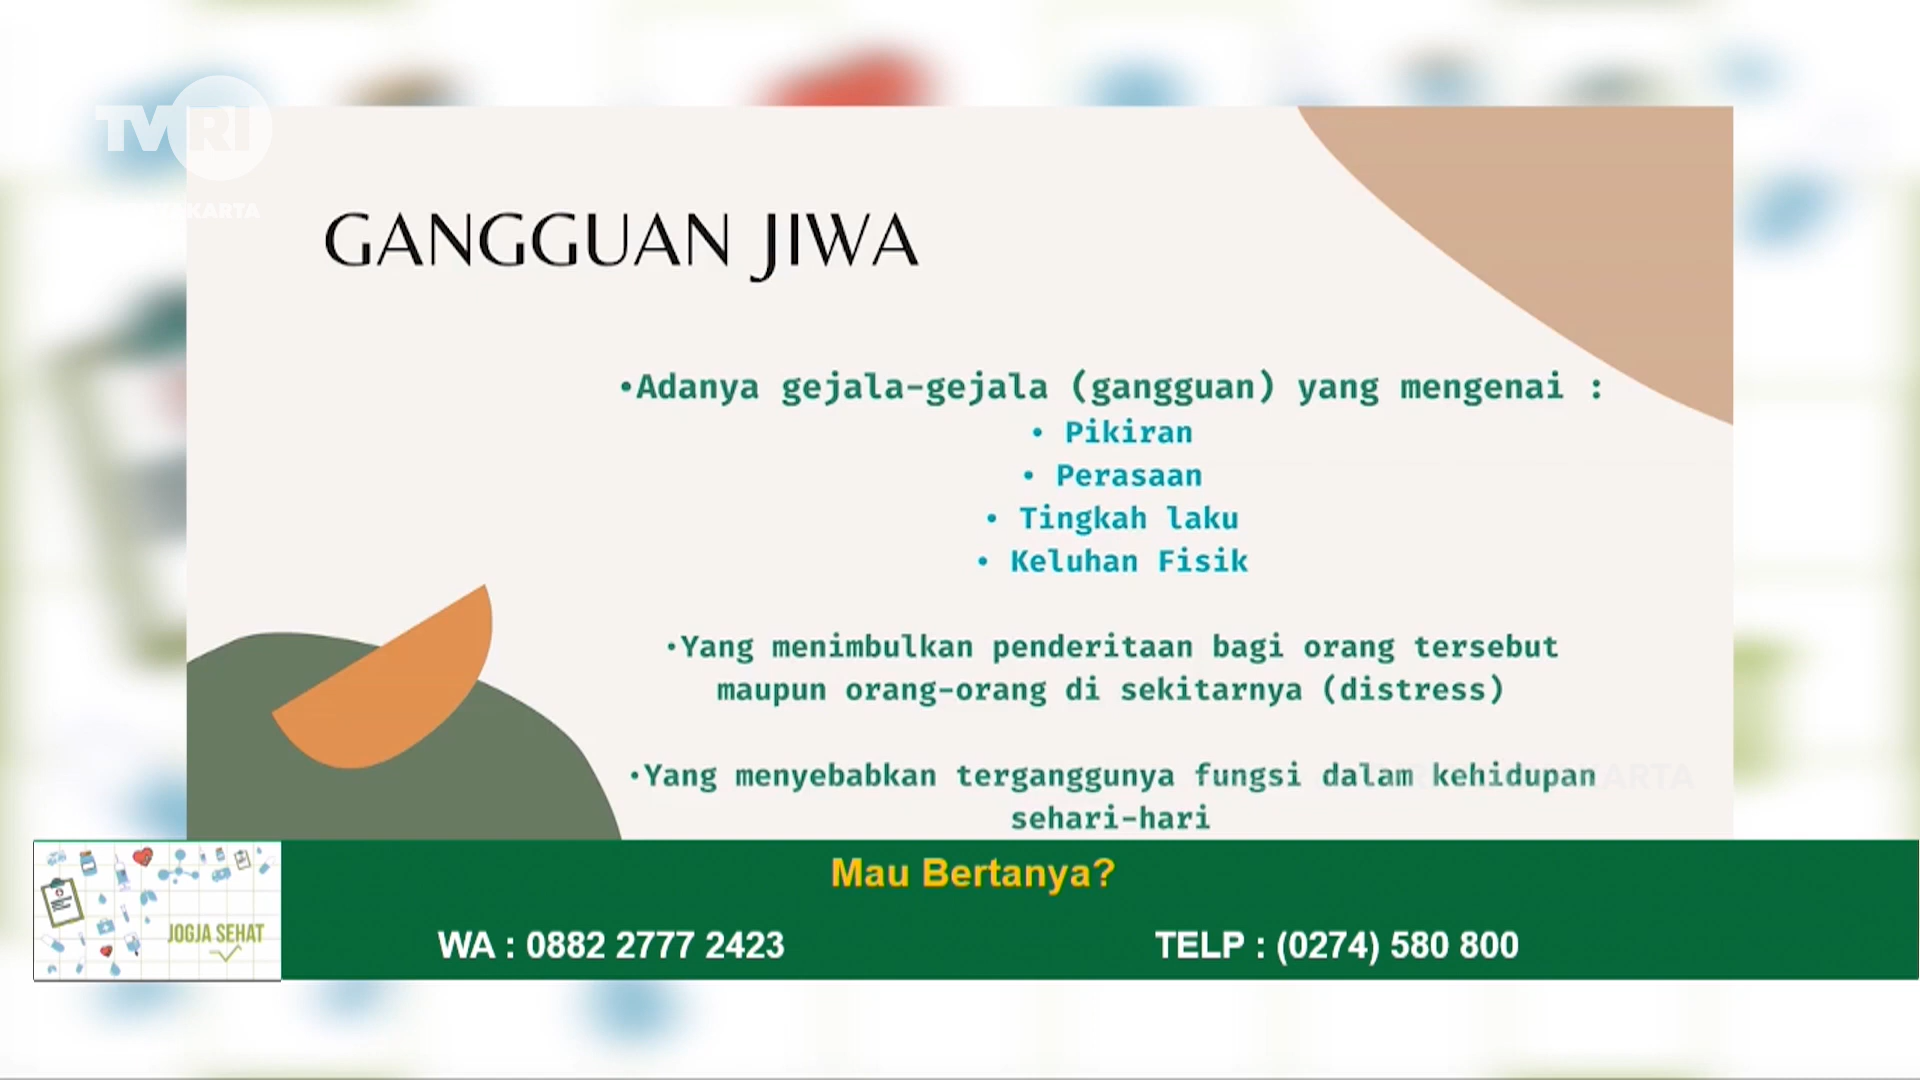 TVRI
YAKARTA
GANGGUAN JIWA
•Adanya gejala-gejala (gangguan) yang mengenai :
• Pikiran
• Perasaan
• Tingkah laku
• Keluhan Fisik
•Yang menimbulkan penderitaan bagi orang tersebut
maupun orang-orang di sekitarnya (distress)
•Yang menyebabkan terganggunya fungsi dalam kehidupan
sehari-hari
Mau Bertanya?
JOGJA SEHAT
WA : 0882 2777 2423
TELP : (0274) 580 800